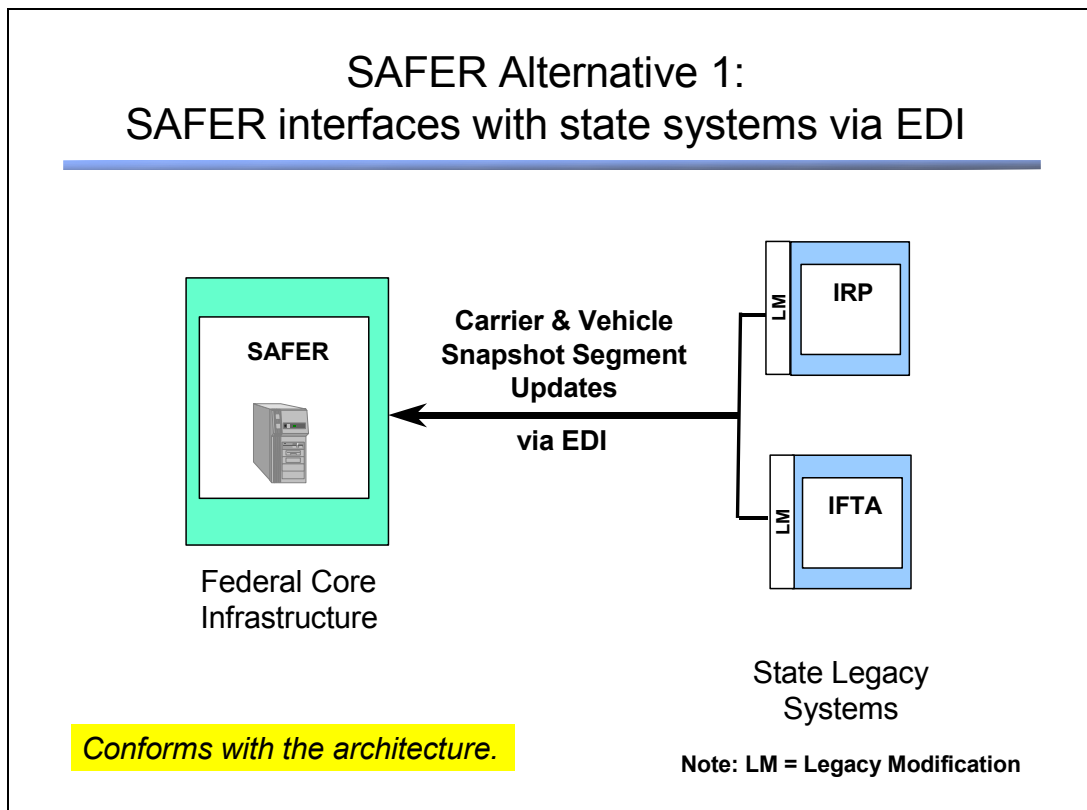 SAFER Alternative 1:
SAFER interfaces with state systems via EDI
SAFER
Carrier & Vehicle
Snapshot Segment
Updates
via EDI
LM
IRP
LM
IFTA
Federal Core
Infrastructure
State Legacy
Systems
Conforms with the architecture.
Note: LM = Legacy Modification